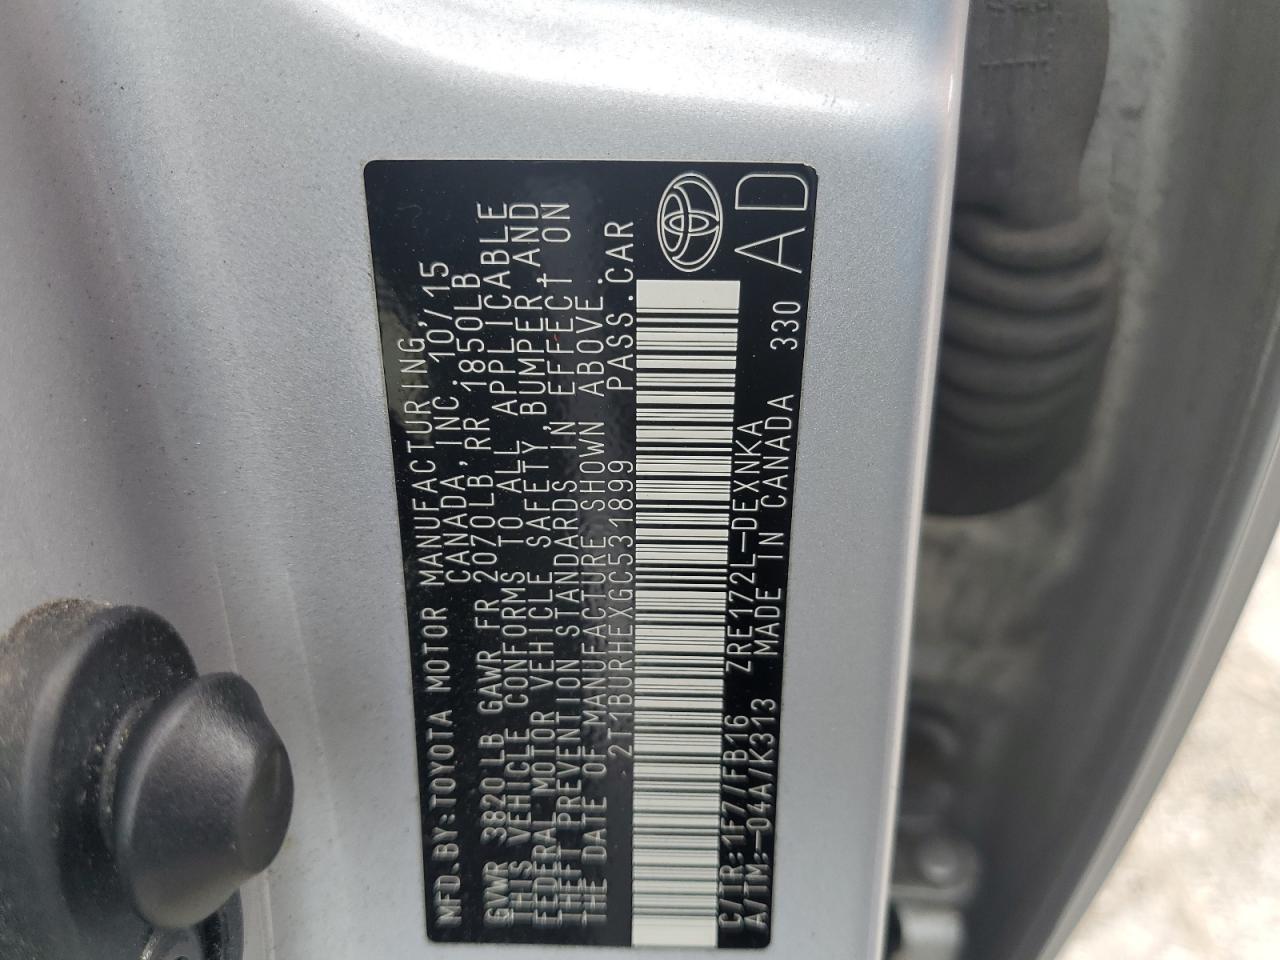 MFD.BY:TOYOTA MOTOR MANUFACTURING,
CANADA, INC. 10/15
GVWR 3820 LB GAWR FR 2070LB, RR 1850LB
THIS VEHICLE CONFORMS TO ALL APPLICABLE
FEDERAL MOTOR VEHICLE SAFETY, BUMPER, AND
THEFT PREVENTION STANDARDS IN EFFECT ON
THE DATE OF MANUFACTURE SHOWN ABOVE.
2T1BURHEXGC531899 PASS.CAR
C/TR:1F7/FB16 ZRE172L-DEXNKA
A/TM:-04A/K313 MADE IN CANADA 330
AD